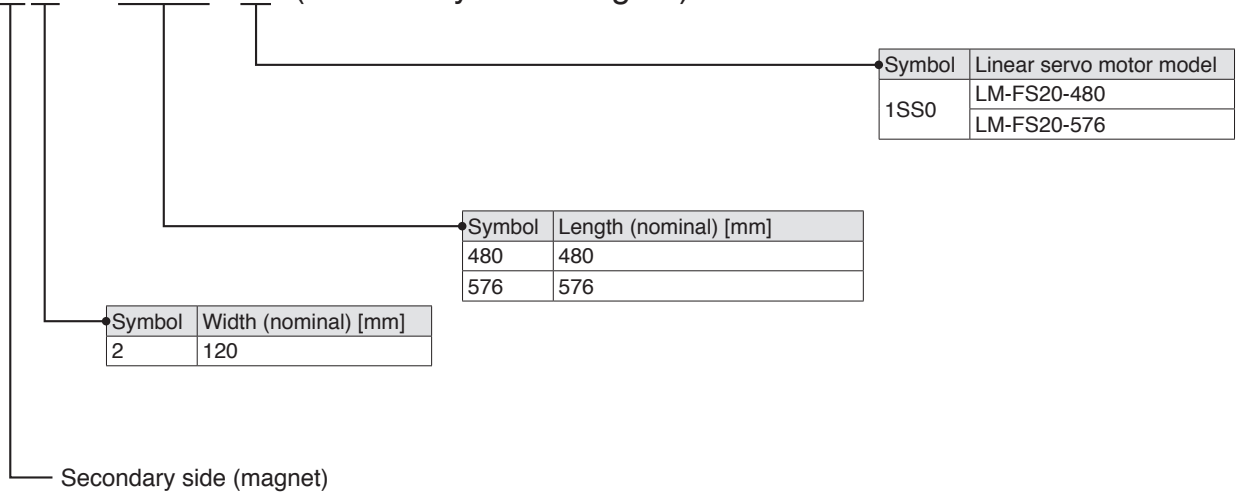 Symbol Linear servo motor model
1SS0 LM-FS20-480
LM-FS20-576
Symbol Length (nominal) [mm]
480 480
576 576
Symbol Width (nominal) [mm]
2 120
Secondary side (magnet)